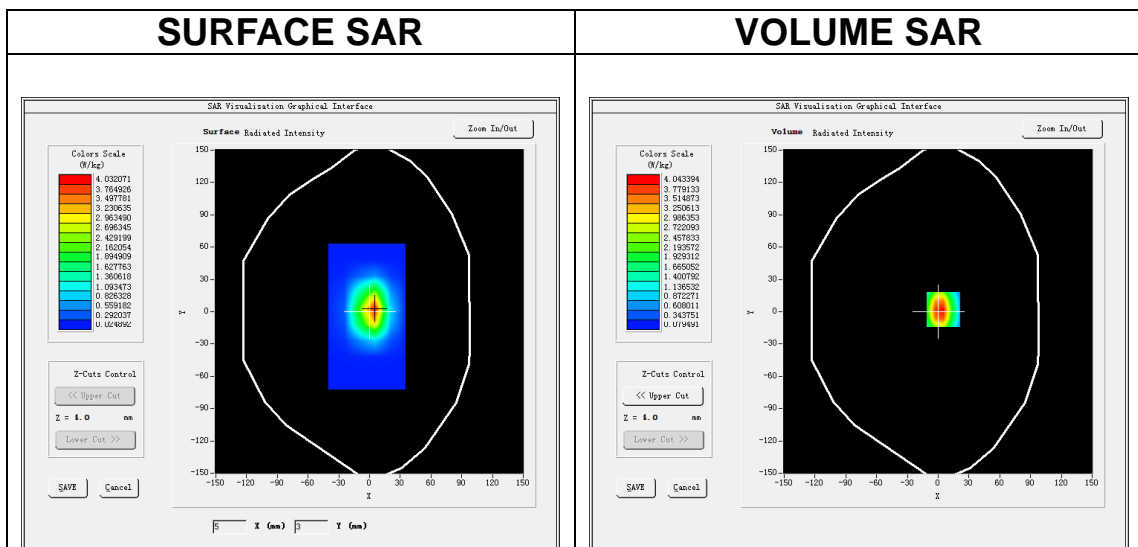 SURFACE SAR
VOLUME SAR
SAR Visualisation Graphical Interface
Surface Radiated Intensity
Zoom In/Out
Colors Scale
(W/kg)
4.032071
3.764926
3.497781
3.230635
2.963490
2.696345
2.429199
2.162054
1.894909
1.627763
1.360618
1.093473
0.826328
0.559182
0.292037
0.024892
150
120
90
60
30
0
-30
-60
-90
-120
-150
Y
-150 -120 -90 -60 -30 0 30 60 90 120 150
X
Z-Cuts Control
<< Upper Cut
Z = 4.0 mm
Lower Cut >>
SAVE
Cancel
5 X (mm) 3 Y (mm)
SAR Visualisation Graphical Interface
Volume Radiated Intensity
Zoom In/Out
Colors Scale
(W/kg)
4.043394
3.779133
3.514873
3.250613
2.986353
2.722093
2.457833
2.193572
1.929312
1.665052
1.400792
1.136532
0.872271
0.608011
0.343751
0.079491
150
120
90
60
30
0
-30
-60
-90
-120
-150
Y
-150 -120 -90 -60 -30 0 30 60 90 120 150
X
Z-Cuts Control
<< Upper Cut
Z = 4.0 mm
Lower Cut >>
SAVE
Cancel